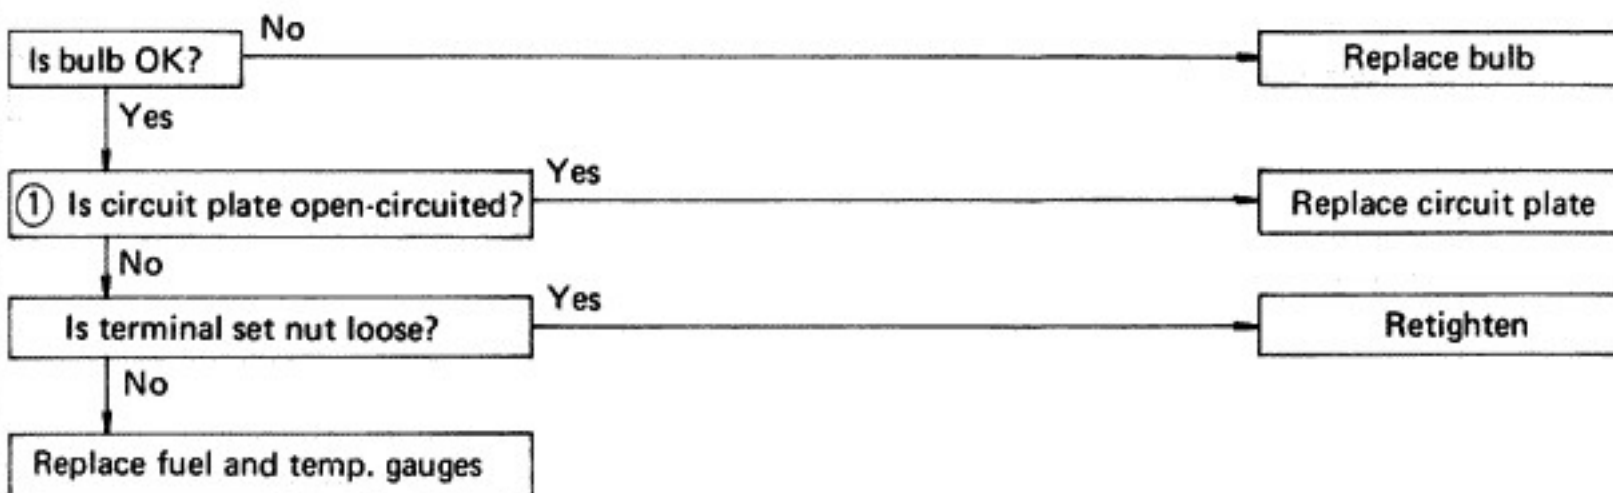 Is bulb OK?
No
Replace bulb
Yes
① Is circuit plate open-circuited?
Yes
Replace circuit plate
No
Is terminal set nut loose?
Yes
Retighten
No
Replace fuel and temp. gauges